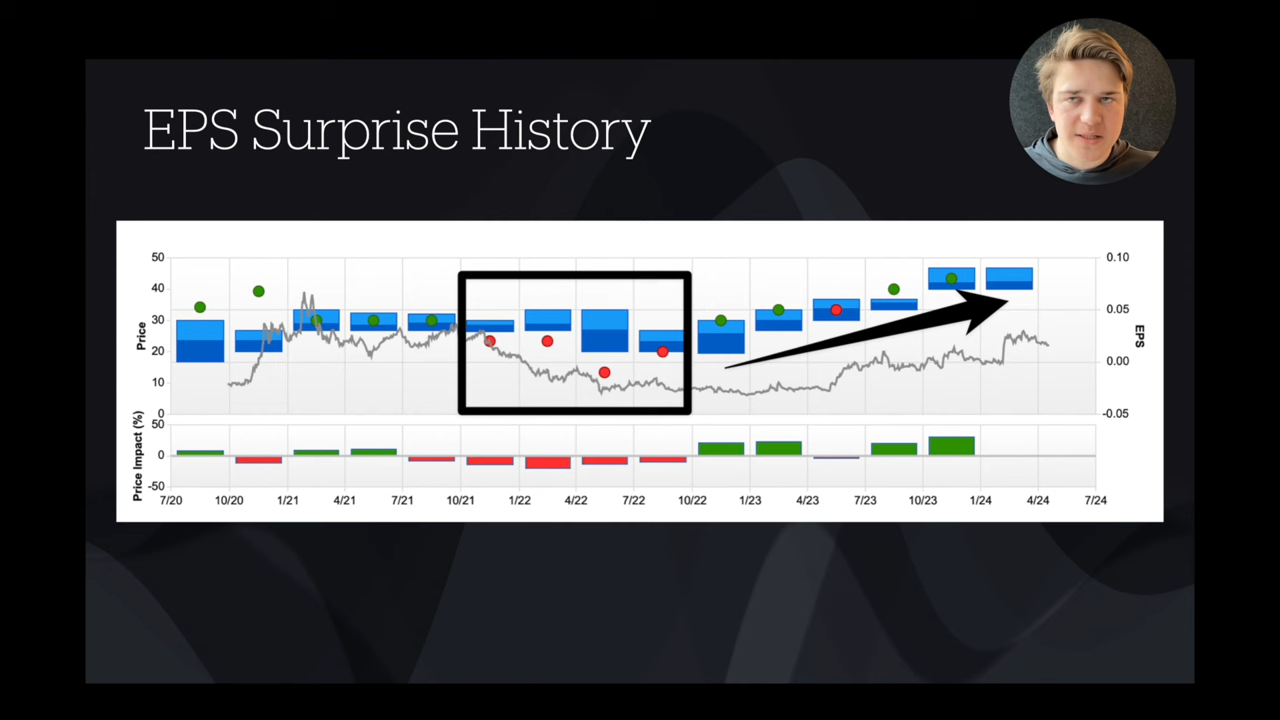 EPS Surprise History
50
40
30
20
10
0
Price
0.10
0.05
0.00
-0.05
EPS
50
0
-50
Price Impact (%)
7/20 10/20 1/21 4/21 7/21 10/21 1/22 4/22 7/22 10/22 1/23 4/23 7/23 10/23 1/24 4/24 7/24